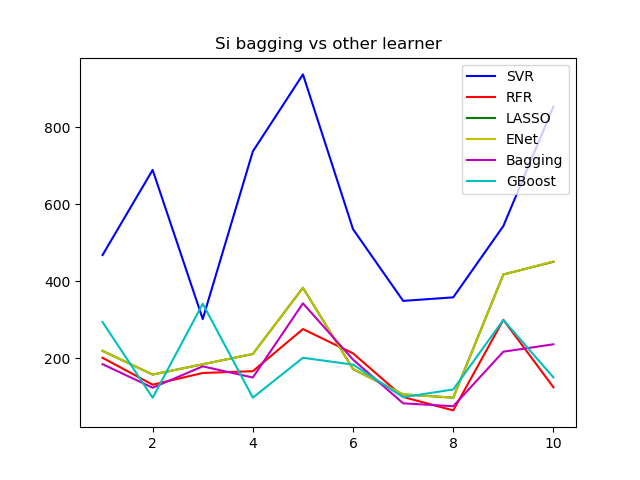 Si bagging vs other learner
SVR
RFR
LASSO
ENet
Bagging
GBoost
800
600
400
200
2 4 6 8 10